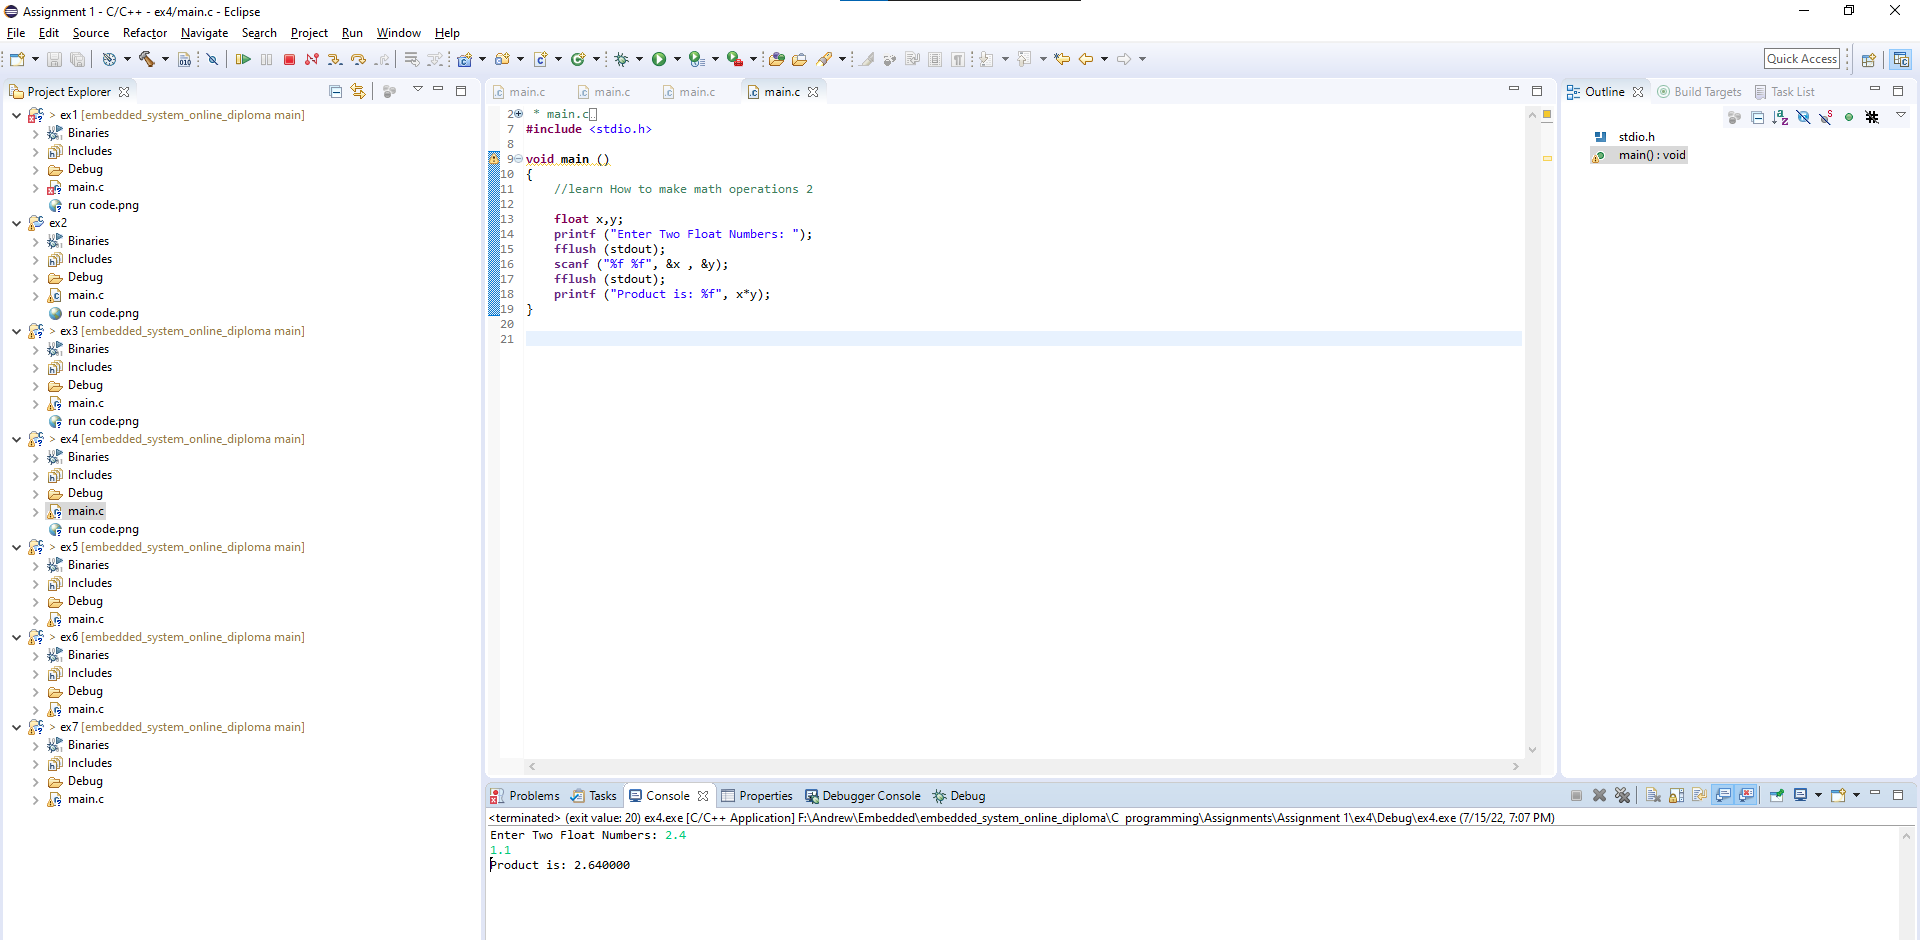 Assignment 1 - C/C++ - ex4/main.c - Eclipse
File Edit Source Refactor Navigate Search Project Run Window Help
Quick Access
Project Explorer
> ex1 [embedded_system_online_diploma main]
Binaries
Includes
Debug
main.c
run code.png
ex2
Binaries
Includes
Debug
main.c
run code.png
> ex3 [embedded_system_online_diploma main]
Binaries
Includes
Debug
main.c
run code.png
> ex4 [embedded_system_online_diploma main]
Binaries
Includes
Debug
main.c
run code.png
> ex5 [embedded_system_online_diploma main]
Binaries
Includes
Debug
main.c
> ex6 [embedded_system_online_diploma main]
Binaries
Includes
Debug
main.c
> ex7 [embedded_system_online_diploma main]
Binaries
Includes
Debug
main.c
main.c main.c main.c main.c
2 * main.c
7 #include <stdio.h>
8
9 void main ()
10 {
11 //learn How to make math operations 2
12
13 float x,y;
14 printf ("Enter Two Float Numbers: ");
15 fflush (stdout);
16 scanf ("%f %f", &x , &y);
17 fflush (stdout);
18 printf ("Product is: %f", x*y);
19 }
20
21
Outline Build Targets Task List
stdio.h
main() : void
Problems Tasks Console Properties Debugger Console Debug
<terminated> (exit value: 20) ex4.exe [C/C++ Application] F:\Andrew\Embedded\embedded_system_online_diploma\C programming\Assignments\Assignment 1\ex4\Debug\ex4.exe (7/15/22, 7:07 PM)
Enter Two Float Numbers: 2.4
1.1
Product is: 2.640000